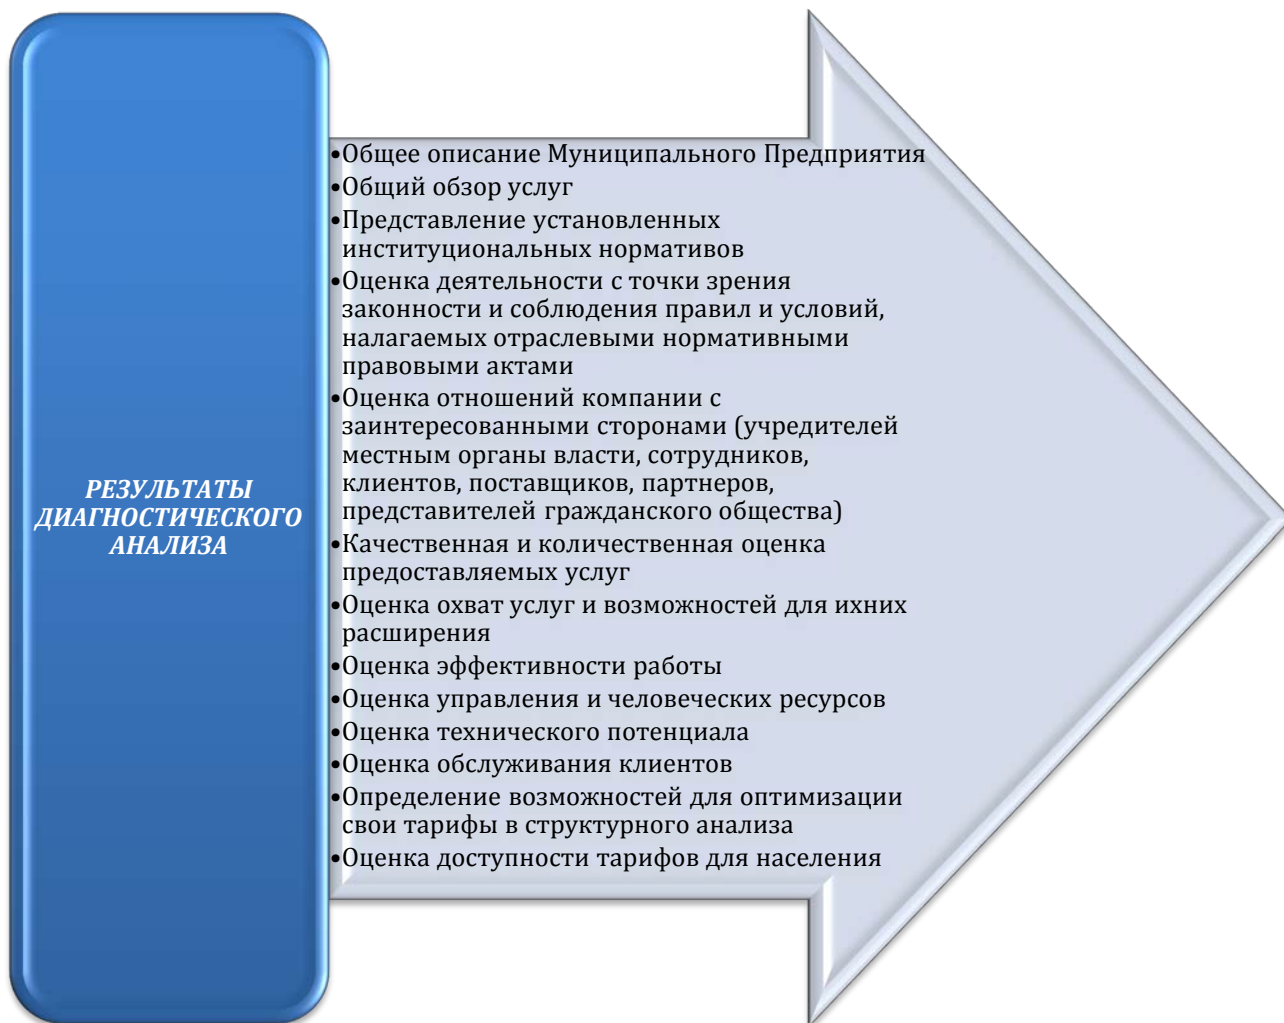 РЕЗУЛЬТАТЫ
ДИАГНОСТИЧЕСКОГО
АНАЛИЗА
•Общее описание Муниципального Предприятия
•Общий обзор услуг
•Представление установленных
институциональных нормативов
•Оценка деятельности с точки зрения
законности и соблюдения правил и условий,
налагаемых отраслевыми нормативными
правовыми актами
•Оценка отношений компании с
заинтересованными сторонами (учредителей
местным органы власти, сотрудников,
клиентов, поставщиков, партнеров,
представителей гражданского общества)
•Качественная и количественная оценка
предоставляемых услуг
•Оценка охват услуг и возможностей для ихних
расширения
•Оценка эффективности работы
•Оценка управления и человеческих ресурсов
•Оценка технического потенциала
•Оценка обслуживания клиентов
•Определение возможностей для оптимизации
свои тарифы в структурного анализа
•Оценка доступности тарифов для населения